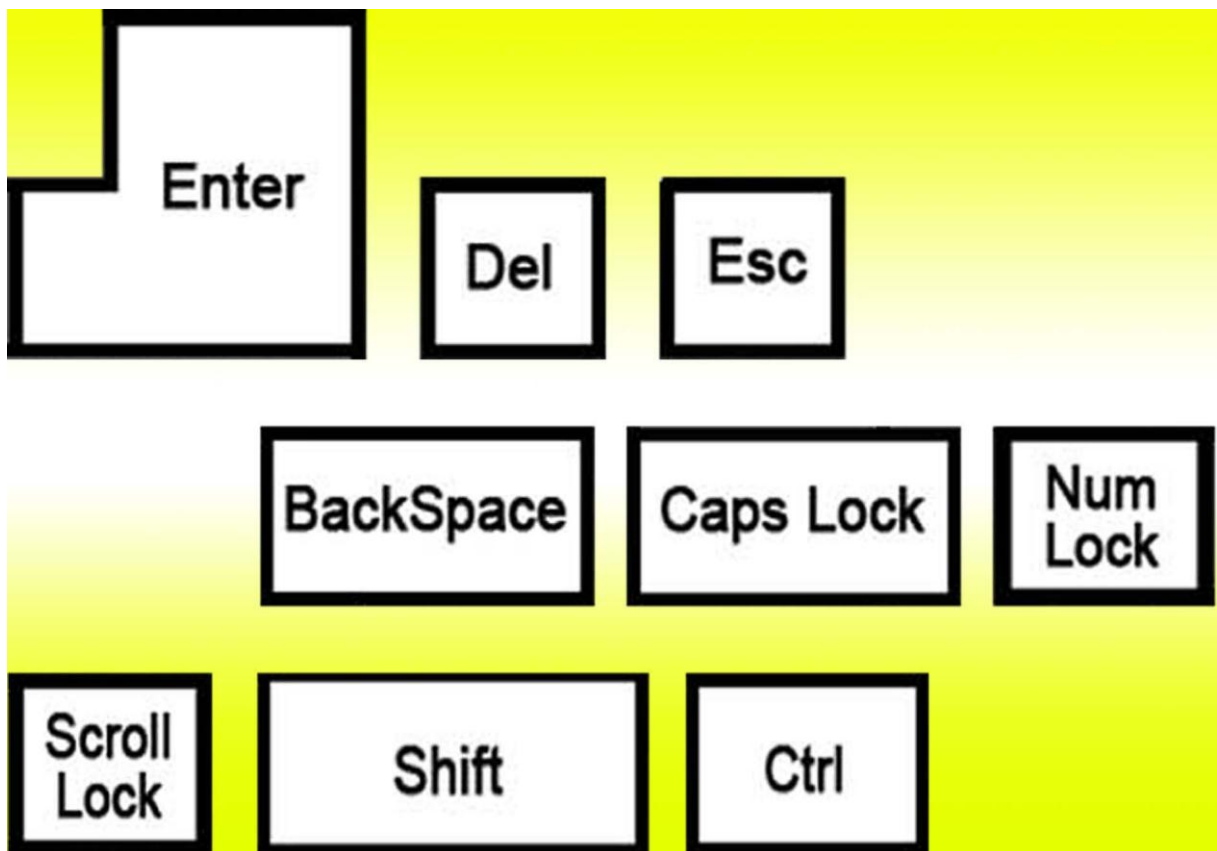 Enter
Del
Esc
BackSpace
Caps Lock
Num
Lock
Scroll
Lock
Shift
Ctrl